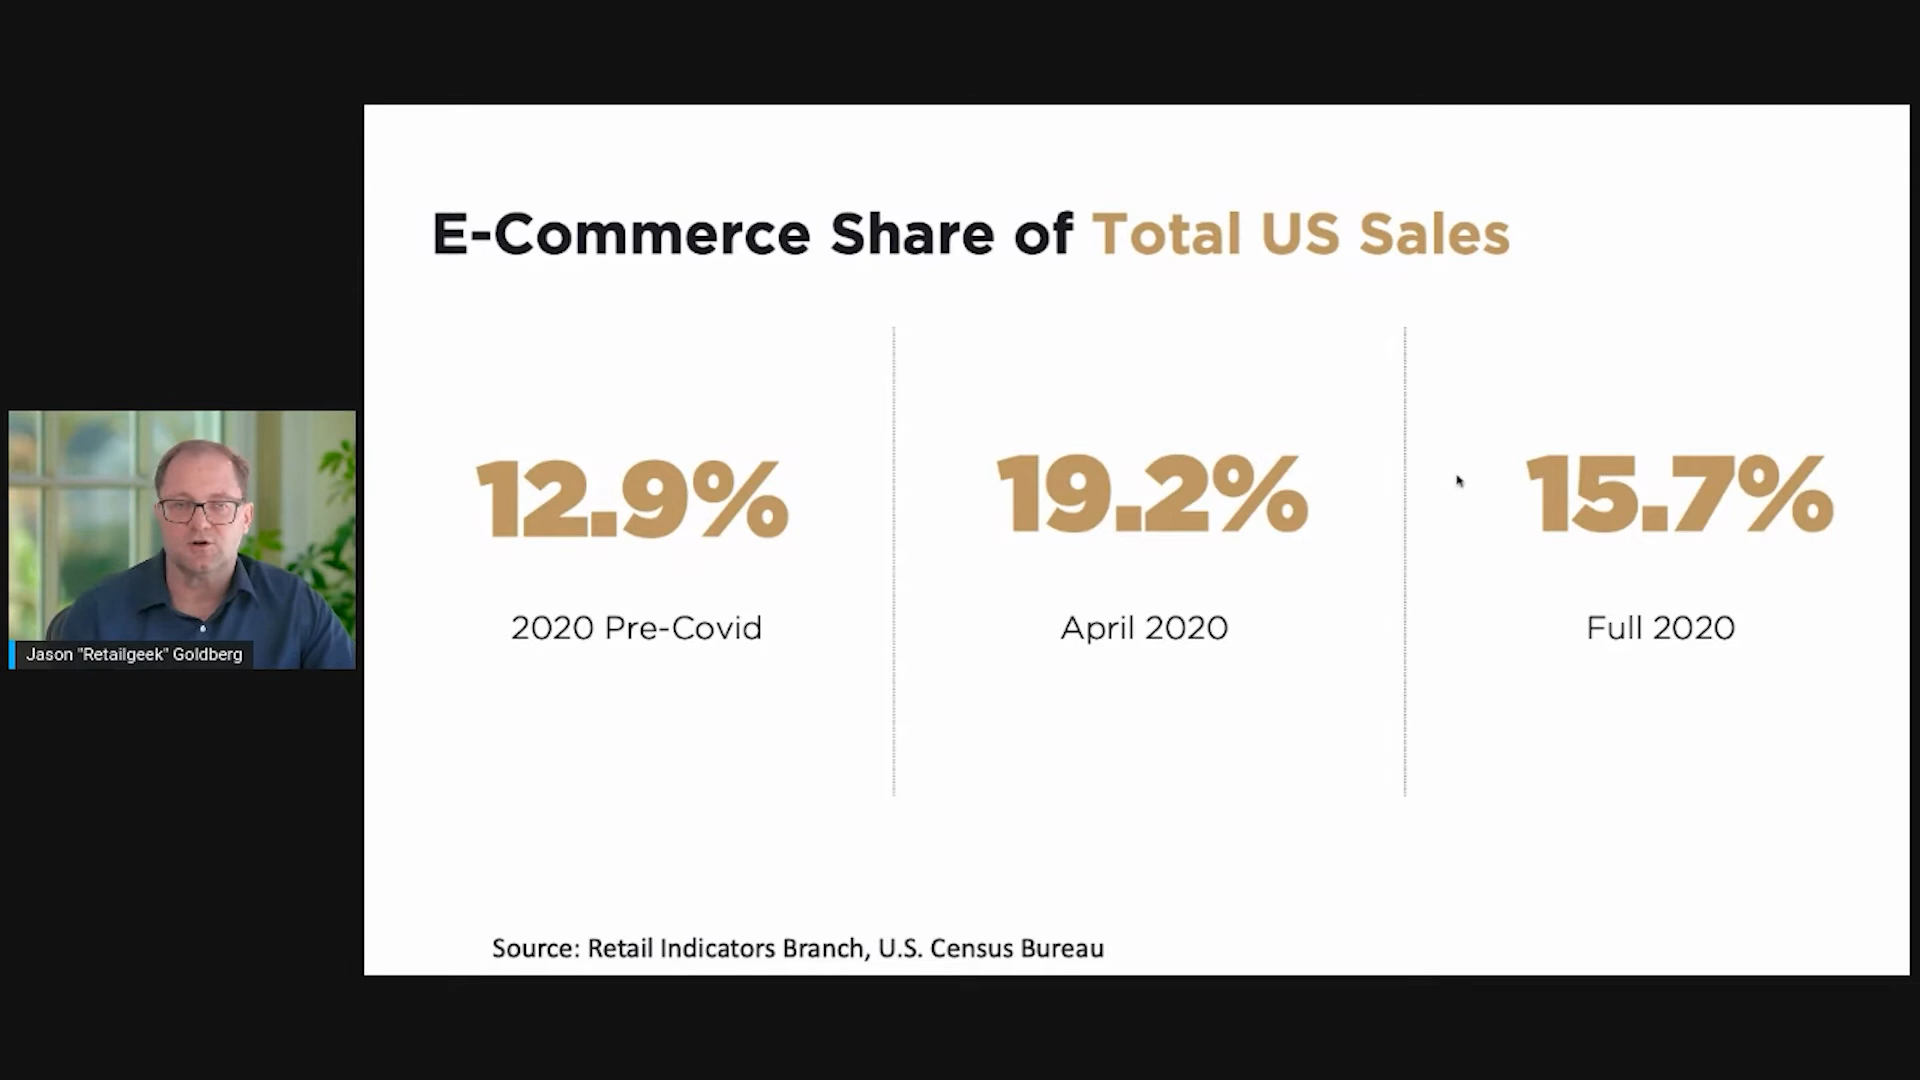 E-Commerce Share of Total US Sales
12.9%
19.2%
15.7%
2020 Pre-Covid
April 2020
Full 2020
Jason "Retailgeek" Goldberg
Source: Retail Indicators Branch, U.S. Census Bureau